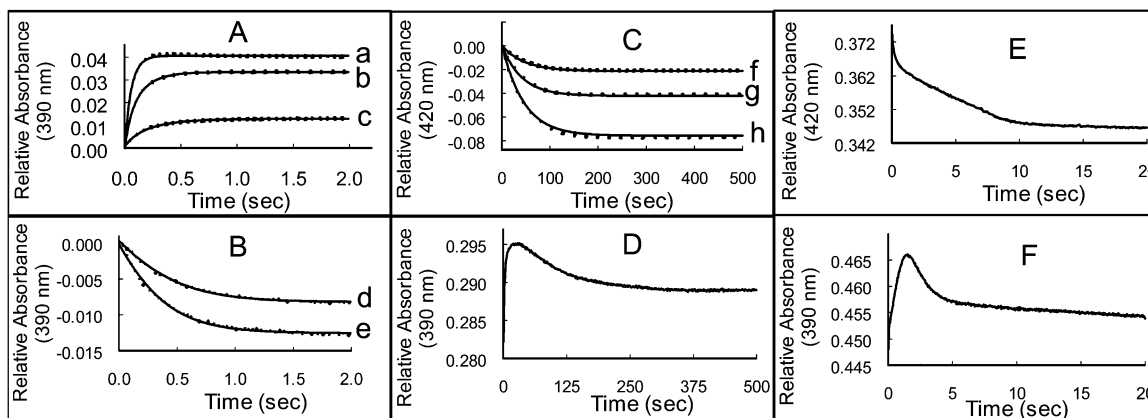 A
Relative Absorbance
(390 nm)
0.04
0.03
0.02
0.01
0.00
a
b
c
0.0 0.5 1.0 1.5 2.0
Time (sec)
C
Relative Absorbance
(420 nm)
0.00
-0.02
-0.04
-0.06
-0.08
f
g
h
0 100 200 300 400 500
Time (sec)
E
Relative Absorbance
(420 nm)
0.372
0.362
0.352
0.342
0 5 10 15 20
Time (sec)
B
Relative Absorbance
(390 nm)
0.000
-0.005
-0.010
-0.015
d
e
0.0 0.5 1.0 1.5 2.0
Time (sec)
D
Relative Absorbance
(390 nm)
0.295
0.290
0.285
0.280
0 125 250 375 500
Time (sec)
F
Relative Absorbance
(390 nm)
0.465
0.460
0.455
0.450
0.445
0 5 10 15 20
Time (sec)